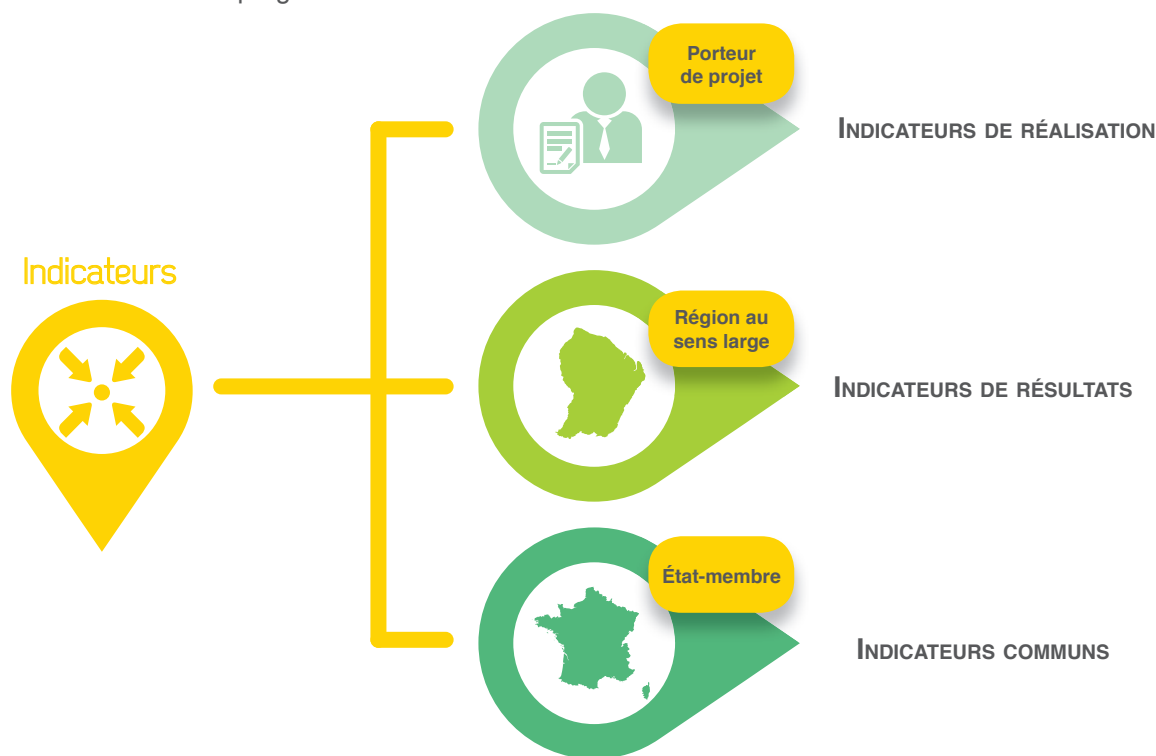 Porteur
de projet
INDICATEURS DE RÉALISATION
Indicateurs
Région au
sens large
INDICATEURS DE RÉSULTATS
État-membre
INDICATEURS COMMUNS